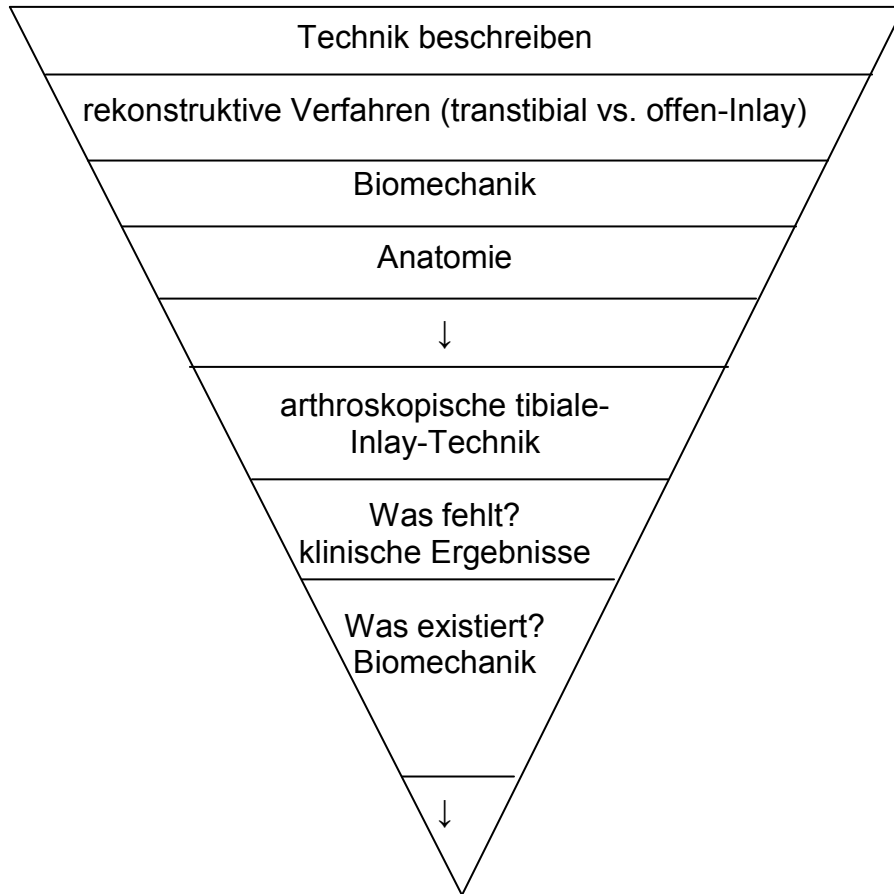 Technik beschreiben
rekonstruktive Verfahren (transtibial vs. offen-Inlay)
Biomechanik
Anatomie
↓
arthroskopische tibiale-
Inlay-Technik
Was fehlt?
klinische Ergebnisse
Was existiert?
Biomechanik
↓